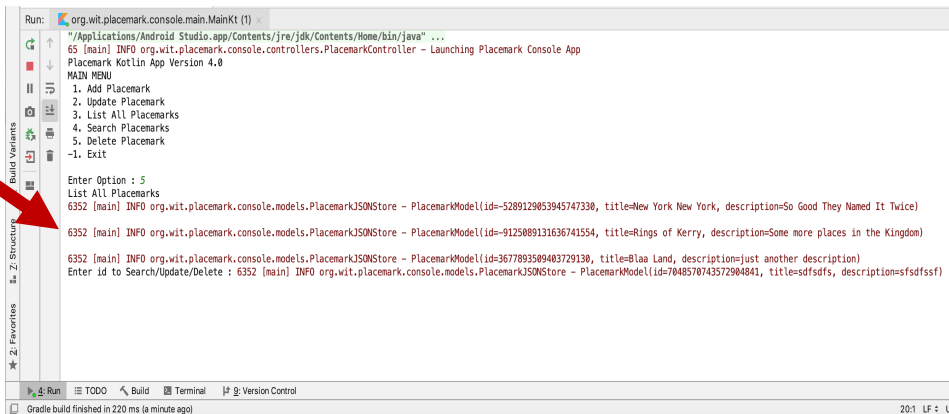 Run: org.wit.placemark.console.main.MainKt (1) ×
"/Applications/Android Studio.app/Contents/jre/jdk/Contents/Home/bin/java" ...
65 [main] INFO org.wit.placemark.console.controllers.PlacemarkController – Launching Placemark Console App
Placemark Kotlin App Version 4.0
MAIN MENU
1. Add Placemark
2. Update Placemark
3. List All Placemarks
4. Search Placemarks
5. Delete Placemark
-1. Exit
Enter Option : 5
List All Placemarks
6352 [main] INFO org.wit.placemark.console.models.PlacemarkJSONStore – PlacemarkModel(id=-5289129053945747330, title=New York New York, description=So Good They Named It Twice)
6352 [main] INFO org.wit.placemark.console.models.PlacemarkJSONStore – PlacemarkModel(id=-9125089131636741554, title=Rings of Kerry, description=Some more places in the Kingdom)
6352 [main] INFO org.wit.placemark.console.models.PlacemarkJSONStore – PlacemarkModel(id=3677893509403729130, title=Blaa Land, description=just another description)
Enter id to Search/Update/Delete : 6352 [main] INFO org.wit.placemark.console.models.PlacemarkJSONStore – PlacemarkModel(id=7048570743572904841, title=sdfsdfs, description=sfsdfssf)
Build Variants
Z: Structure
2: Favorites
4: Run TODO Build Terminal 9: Version Control
Gradle build finished in 220 ms (a minute ago) 20:1 LF